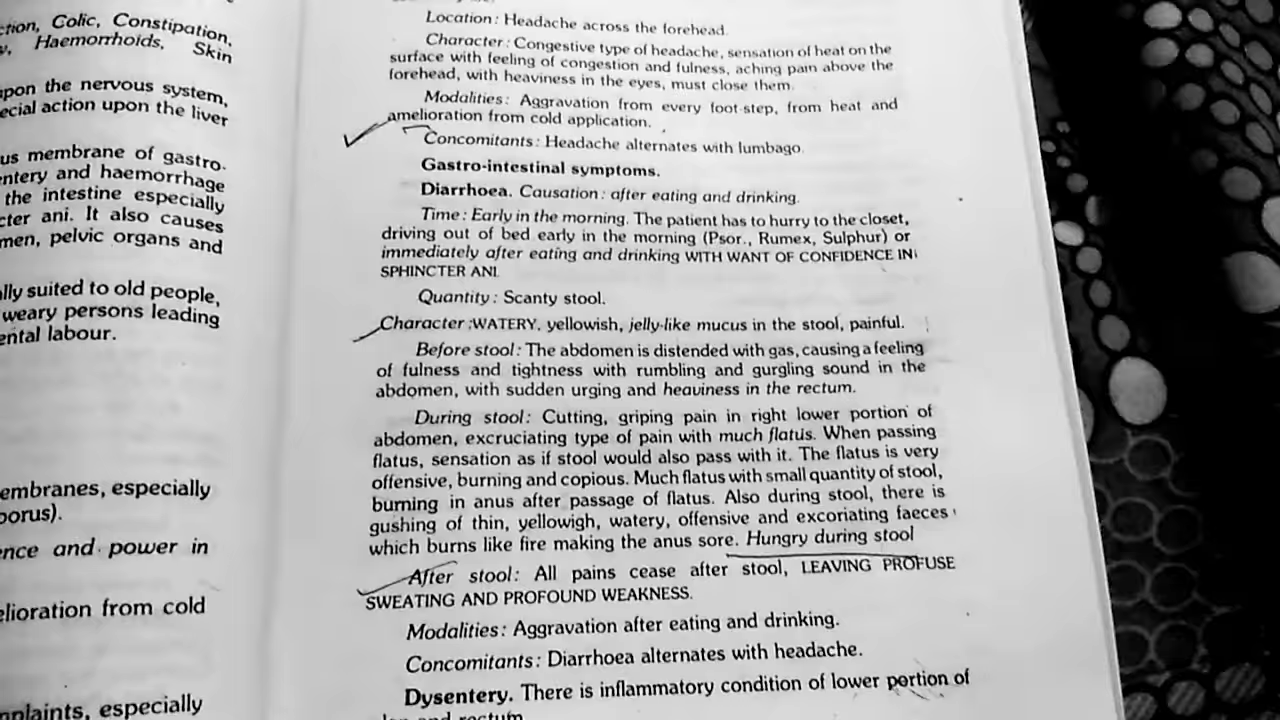 ction, Colic, Constipation,
y, Haemorrhoids, Skin
upon the nervous system,
ecial action upon the liver
us membrane of gastro-
entery and haemorrhage
the intestine especially
cter ani. It also causes
men, pelvic organs and
lly suited to old people,
weary persons leading
ental labour.
embranes, especially
porus).
ence and power in
elioration from cold
mplaints, especially
Location : Headache across the forehead.
Character : Congestive type of headache, sensation of heat on the
surface with feeling of congestion and fulness, aching pain above the
forehead, with heaviness in the eyes, must close them.
Modalities : Aggravation from every foot-step, from heat and
amelioration from cold application.
Concomitants : Headache alternates with lumbago.
Gastro-intestinal symptoms.
Diarrhoea. Causation : after eating and drinking.
Time : Early in the morning. The patient has to hurry to the closet,
driving out of bed early in the morning (Psor., Rumex, Sulphur) or
immediately after eating and drinking WITH WANT OF CONFIDENCE IN
SPHINCTER ANI.
Quantity : Scanty stool.
Character :WATERY, yellowish, jelly-like mucus in the stool, painful.
Before stool : The abdomen is distended with gas, causing a feeling
of fulness and tightness with rumbling and gurgling sound in the
abdomen, with sudden urging and heaviness in the rectum.
During stool : Cutting, griping pain in right lower portion of
abdomen, excruciating type of pain with much flatus. When passing
flatus, sensation as if stool would also pass with it. The flatus is very
offensive, burning and copious. Much flatus with small quantity of stool,
burning in anus after passage of flatus. Also during stool, there is
gushing of thin, yellowigh, watery, offensive and excoriating faeces
which burns like fire making the anus sore. Hungry during stool
After stool : All pains cease after stool, LEAVING PROFUSE
SWEATING AND PROFOUND WEAKNESS.
Modalities : Aggravation after eating and drinking.
Concomitants : Diarrhoea alternates with headache.
Dysentery. There is inflammatory condition of lower portion of
and rectum